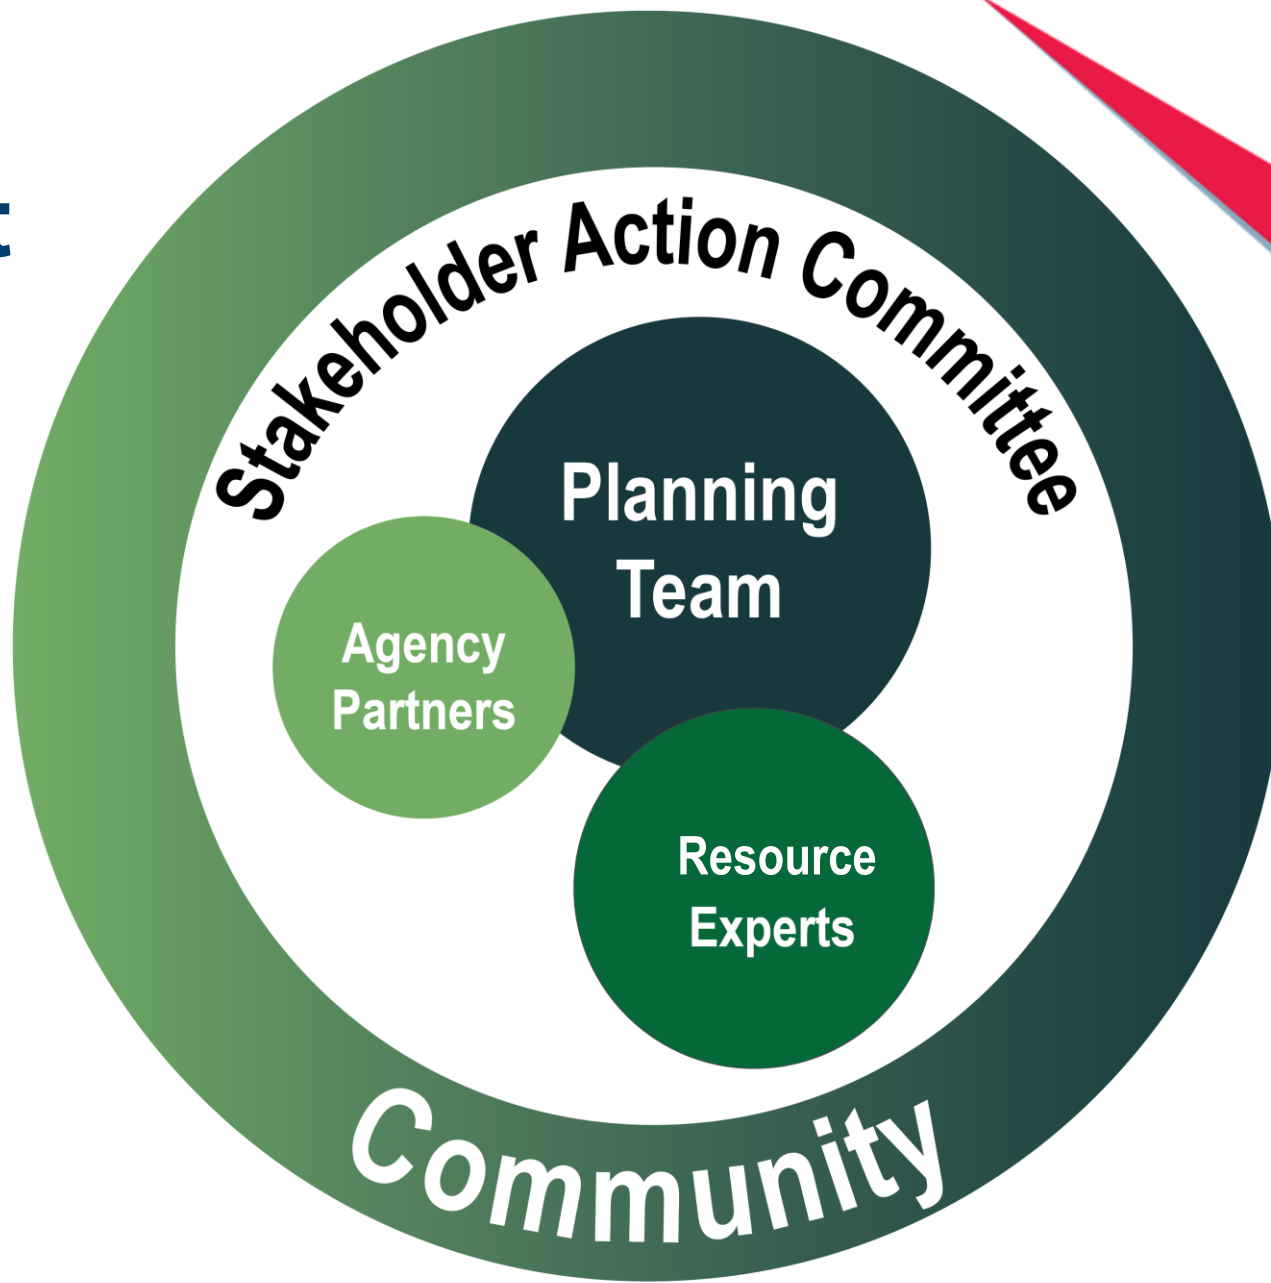 t
Stakeholder Action Committee
Planning
Team
Agency
Partners
Resource
Experts
Community